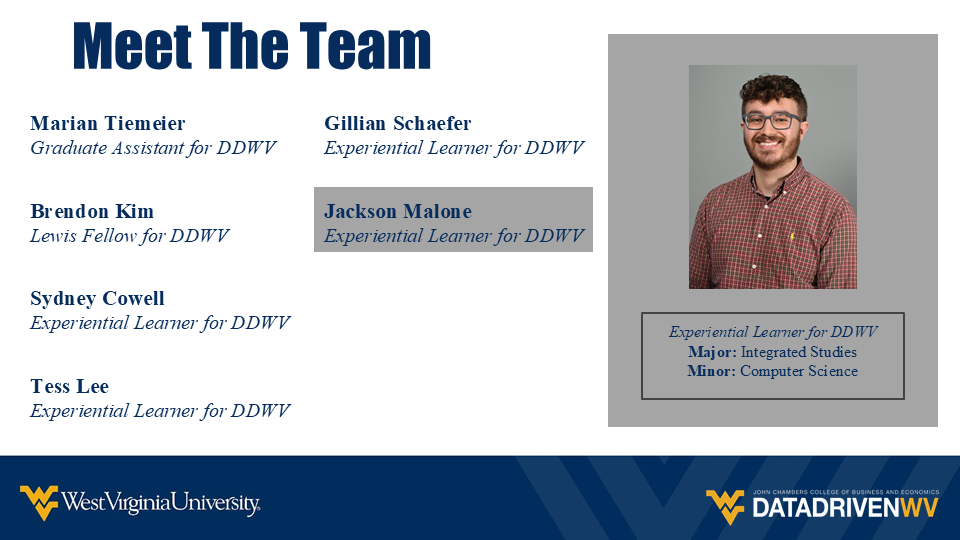 Meet The Team
Marian Tiemeier
Graduate Assistant for DDWV
Brendon Kim
Lewis Fellow for DDWV
Sydney Cowell
Experiential Learner for DDWV
Tess Lee
Experiential Learner for DDWV
Gillian Schaefer
Experiential Learner for DDWV
Jackson Malone
Experiential Learner for DDWV
Experiential Learner for DDWV
Major: Integrated Studies
Minor: Computer Science
West Virginia University®
JOHN CHAMBERS COLLEGE OF BUSINESS AND ECONOMICS
DATADRIVENWV